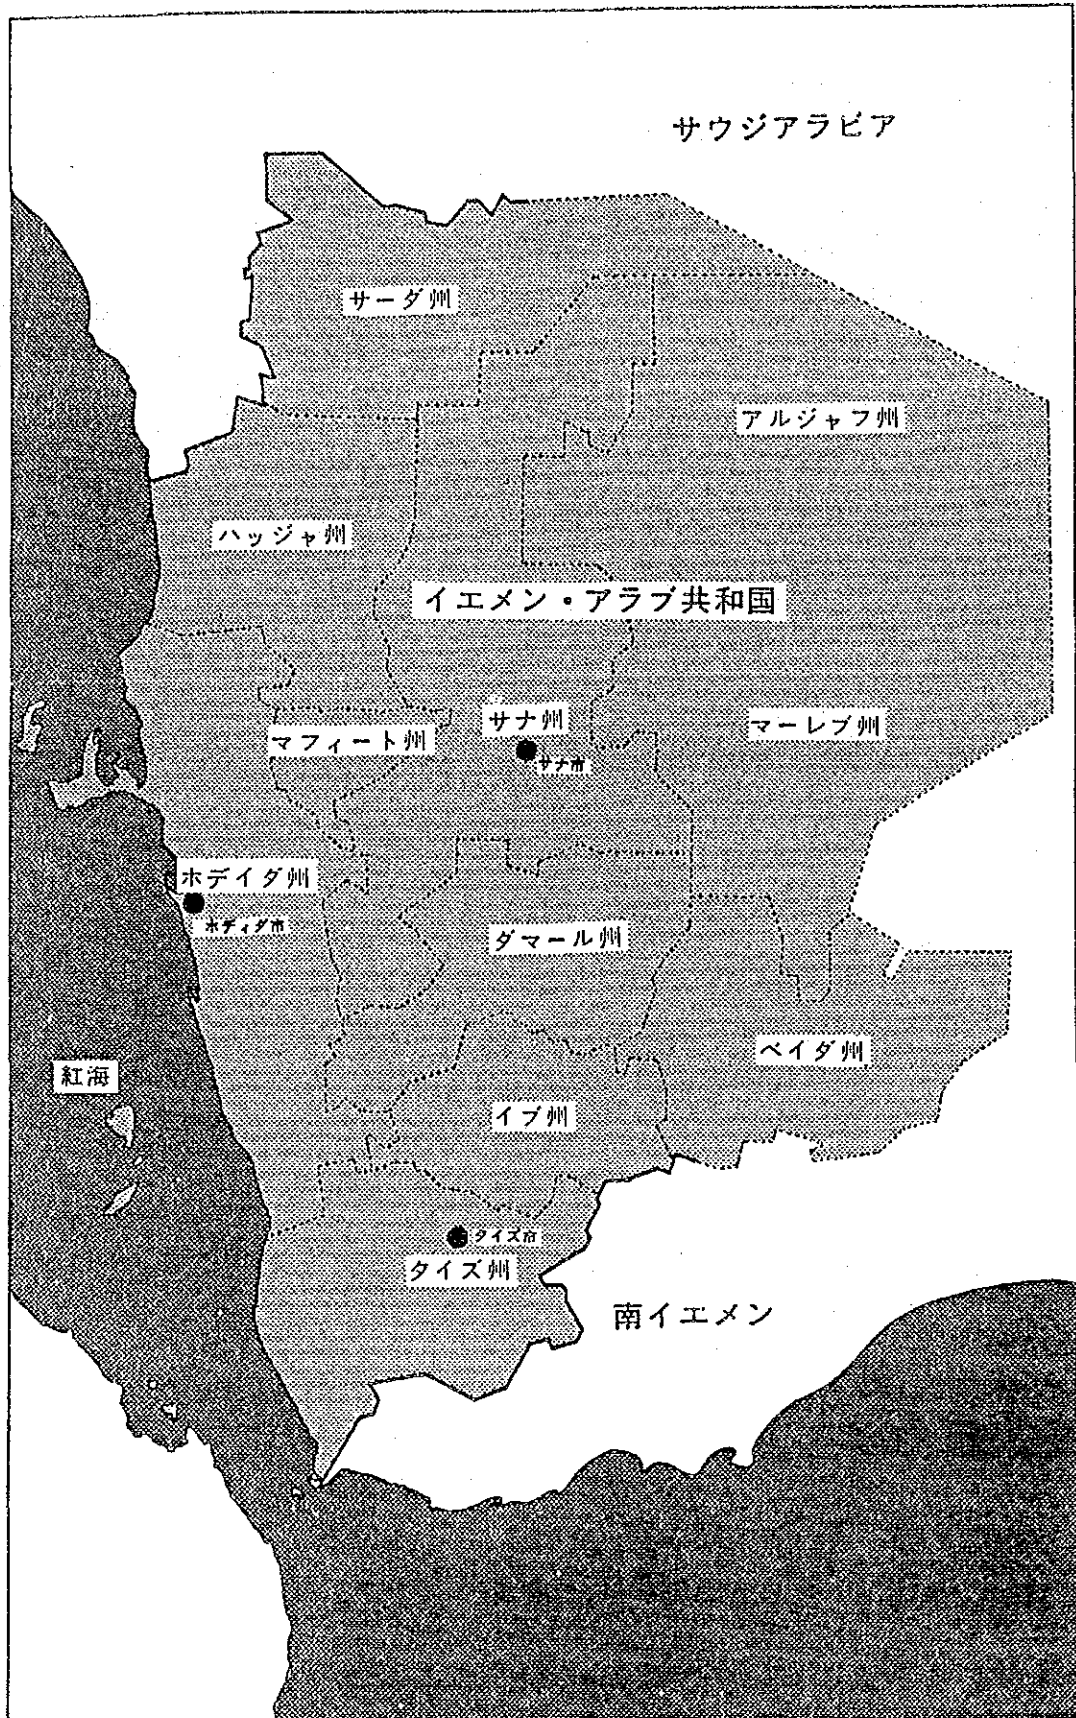 サウジアラビア
サーダ州
アルジャフ州
ハッジャ州
イエメン・アラブ共和国
サナ州
マフィート州
マーレブ州
サナ市
ホデイダ州
ホディダ市
ダマール州
ベイダ州
紅海
イブ州
タイズ市
タイズ州
南イエメン